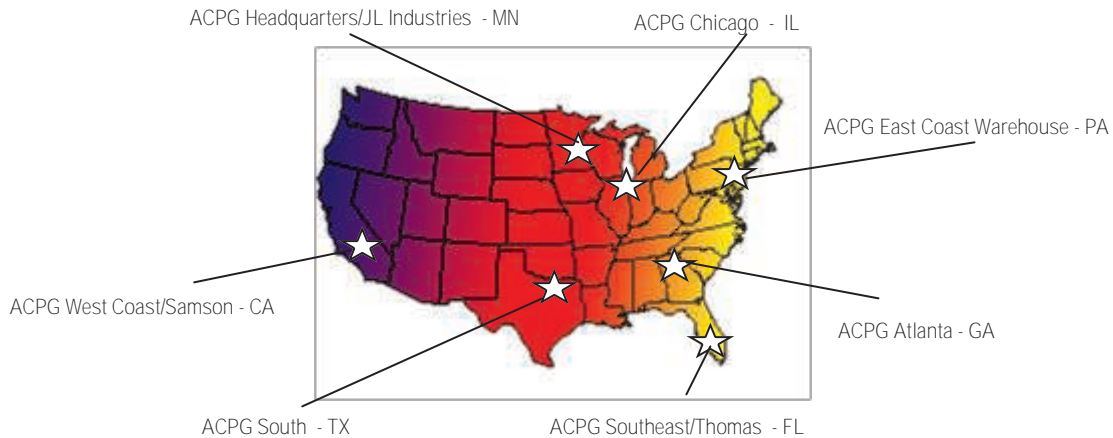 ACPG Headquarters/JL Industries - MN
ACPG Chicago - IL
ACPG East Coast Warehouse - PA
ACPG West Coast/Samson - CA
ACPG Atlanta - GA
ACPG South - TX
ACPG Southeast/Thomas - FL